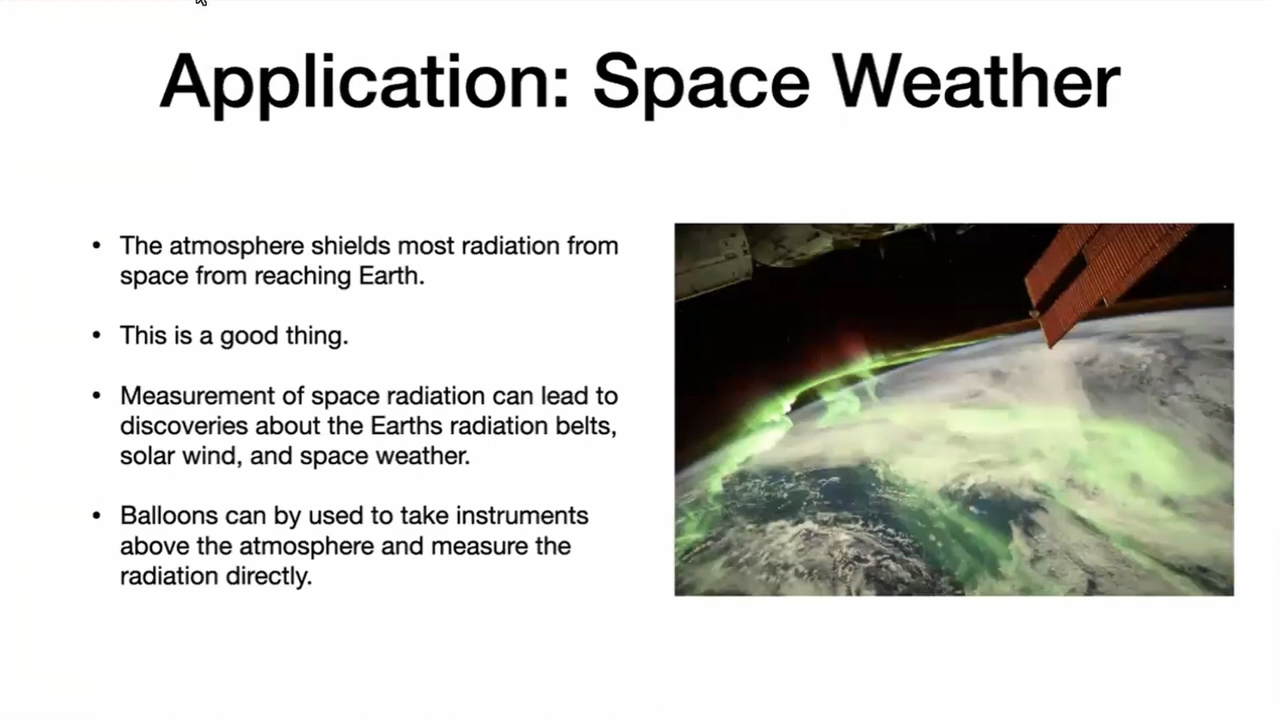 Application: Space Weather
• The atmosphere shields most radiation from
space from reaching Earth.
• This is a good thing.
• Measurement of space radiation can lead to
discoveries about the Earths radiation belts,
solar wind, and space weather.
• Balloons can by used to take instruments
above the atmosphere and measure the
radiation directly.